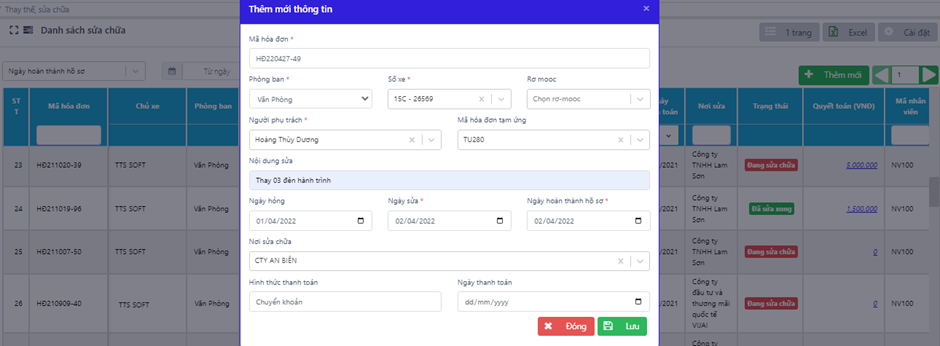 Thay thế, sửa chữa
Danh sách sửa chữa
1 trang
Excel
Cài đặt
Ngày hoàn thành hồ sơ
Từ ngày
Thêm mới
1
STT
Mã hóa đơn
Chủ xe
Phòng ban
Nơi sửa
Trạng thái
Quyết toán (VNĐ)
Mã nhân viên
23
HĐ211020-39
TTS SOFT
Văn Phòng
/2021
Công ty TNHH Lam Sơn
Đang sửa chữa
5,000,000
NV100
24
HĐ211019-96
TTS SOFT
Văn Phòng
/2021
Công ty TNHH Lam Sơn
Đã sửa xong
1,500,000
NV100
25
HĐ211007-50
TTS SOFT
Văn Phòng
/2021
Công ty TNHH Lam Sơn
Đang sửa chữa
0
NV100
26
HĐ210909-40
TTS SOFT
Văn Phòng
/2021
Công ty đầu tư và thương mãi quốc tế VIJAI
Đang sửa chữa
0
NV100
Công ty
Thêm mới thông tin
Mã hóa đơn *
HĐ220427-49
Phòng ban *
Số xe *
Rơ mooc
Văn Phòng
15C - 26569
Chọn rơ-mooc
Người phụ trách *
Mã hóa đơn tạm ứng
Hoàng Thùy Dương
TU280
Nội dung sửa
Thay 03 đèn hành trình
Ngày hỏng
Ngày sửa *
Ngày hoàn thành hồ sơ *
01/04/2022
02/04/2022
02/04/2022
Nơi sửa chữa
CTY AN BIÊN
Hình thức thanh toán
Ngày thanh toán
Chuyển khoản
dd/mm/yyyy
Đóng
Lưu